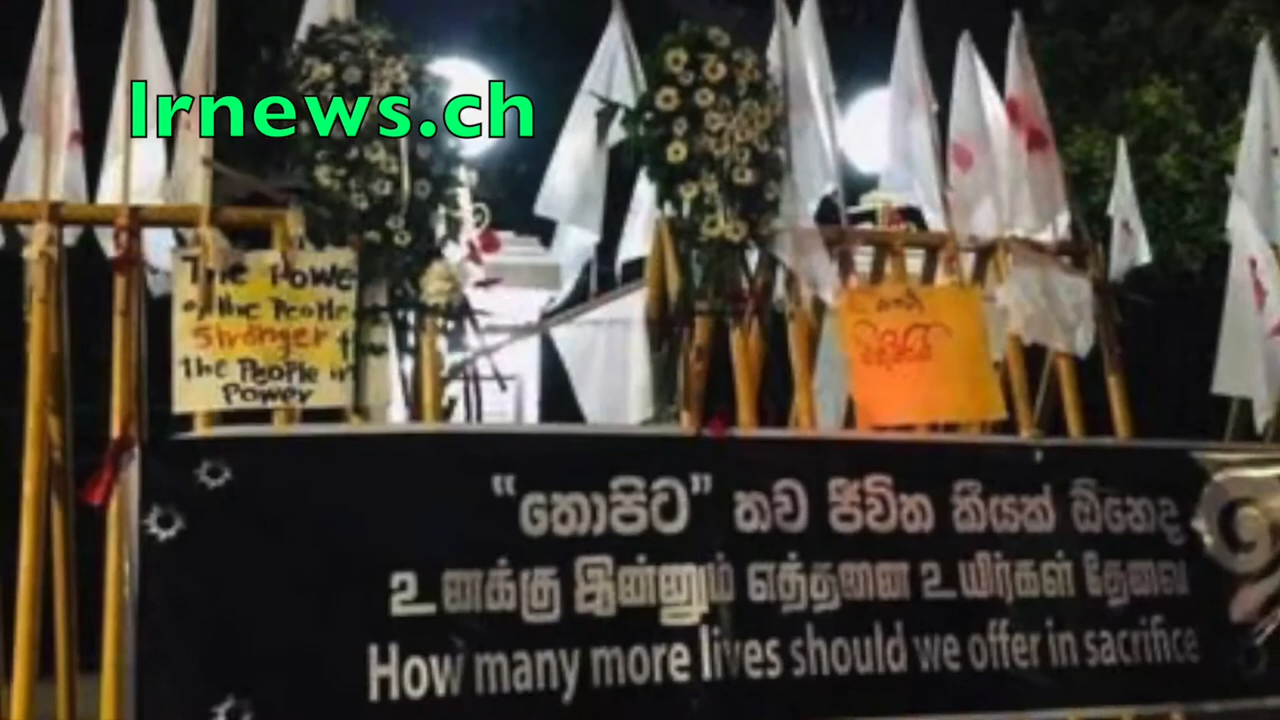 lrnews.ch
The Powe
of the People
Stronger
the People in
Power
"තොපිට" තව ජීවිත කීයක් ඕනෙද
உனக்கு இன்னும் எத்தனை உயிர்கள் தேவை
How many more lives should we offer in sacrifice